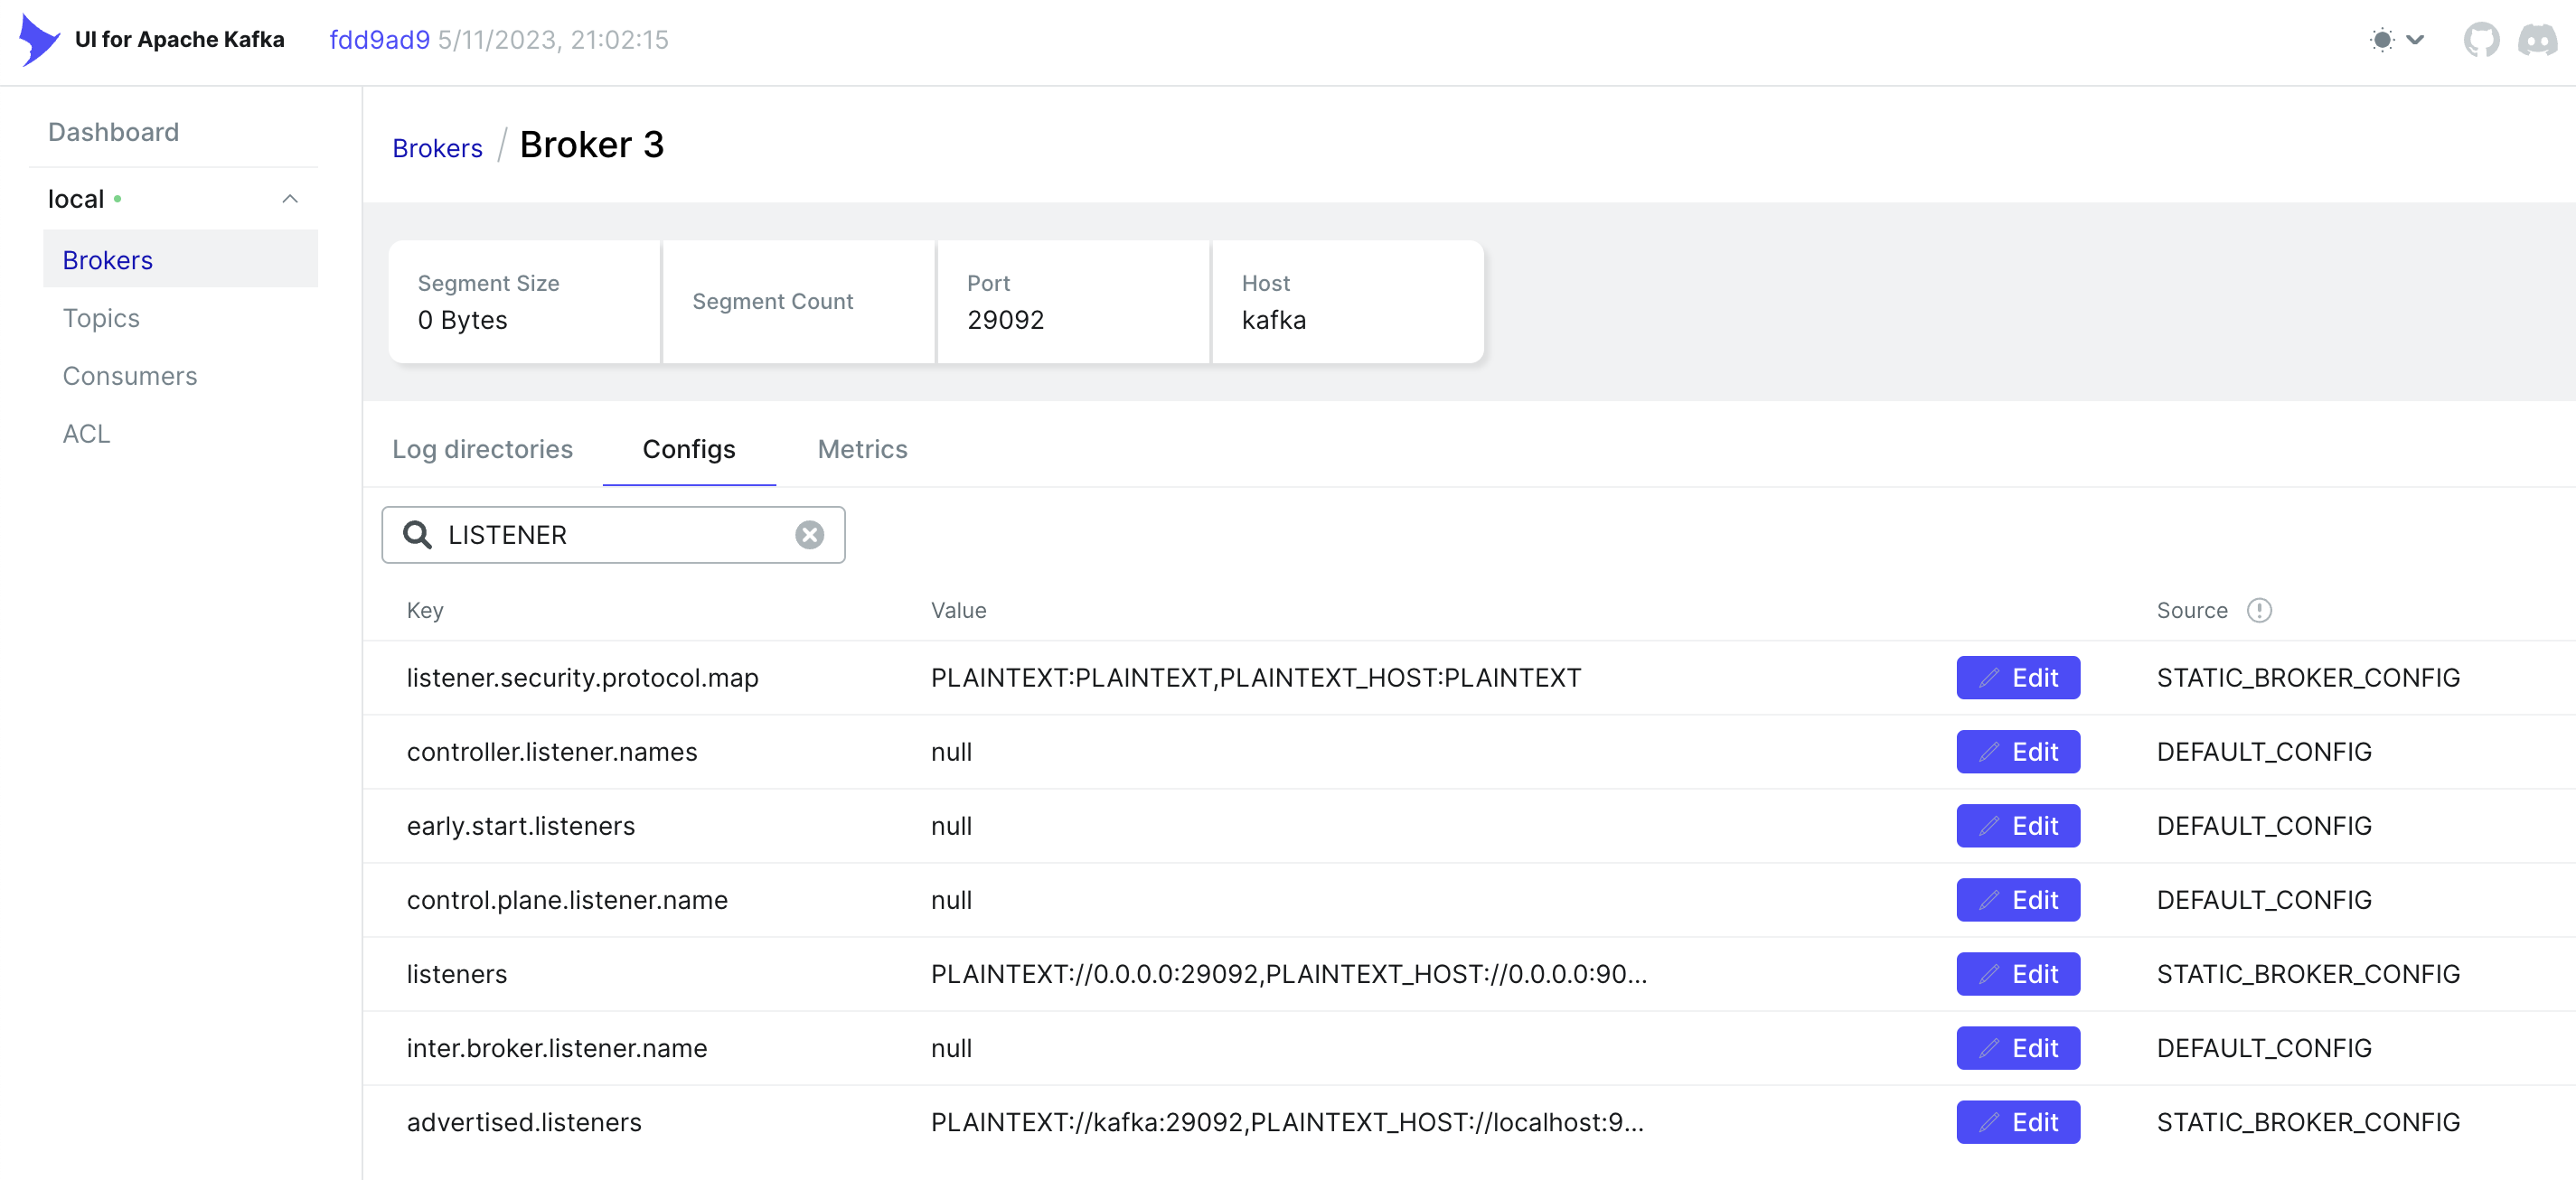 UI for Apache Kafka fdd9ad9 5/11/2023, 21:02:15
Dashboard
local
Brokers
Topics
Consumers
ACL
Brokers / Broker 3
Segment Size
0 Bytes
Segment Count
Port
29092
Host
kafka
Log directories Configs Metrics
LISTENER
Key Value Source
listener.security.protocol.map PLAINTEXT:PLAINTEXT,PLAINTEXT_HOST:PLAINTEXT Edit STATIC_BROKER_CONFIG
controller.listener.names null Edit DEFAULT_CONFIG
early.start.listeners null Edit DEFAULT_CONFIG
control.plane.listener.name null Edit DEFAULT_CONFIG
listeners PLAINTEXT://0.0.0.0:29092,PLAINTEXT_HOST://0.0.0.0:90... Edit STATIC_BROKER_CONFIG
inter.broker.listener.name null Edit DEFAULT_CONFIG
advertised.listeners PLAINTEXT://kafka:29092,PLAINTEXT_HOST://localhost:9... Edit STATIC_BROKER_CONFIG